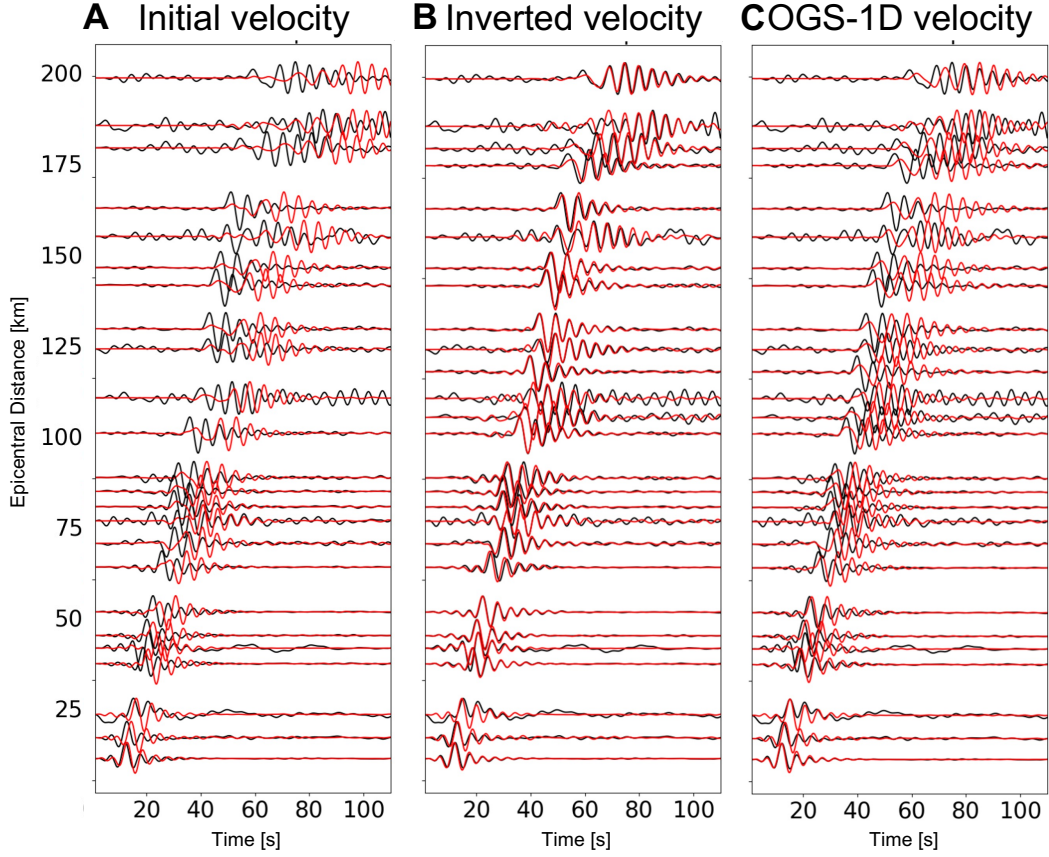 A Initial velocity
B Inverted velocity
C OGS-1D velocity
Epicentral Distance [km]
200
175
150
125
100
75
50
25
20 40 60 80 100
20 40 60 80 100
20 40 60 80 100
Time [s]
Time [s]
Time [s]